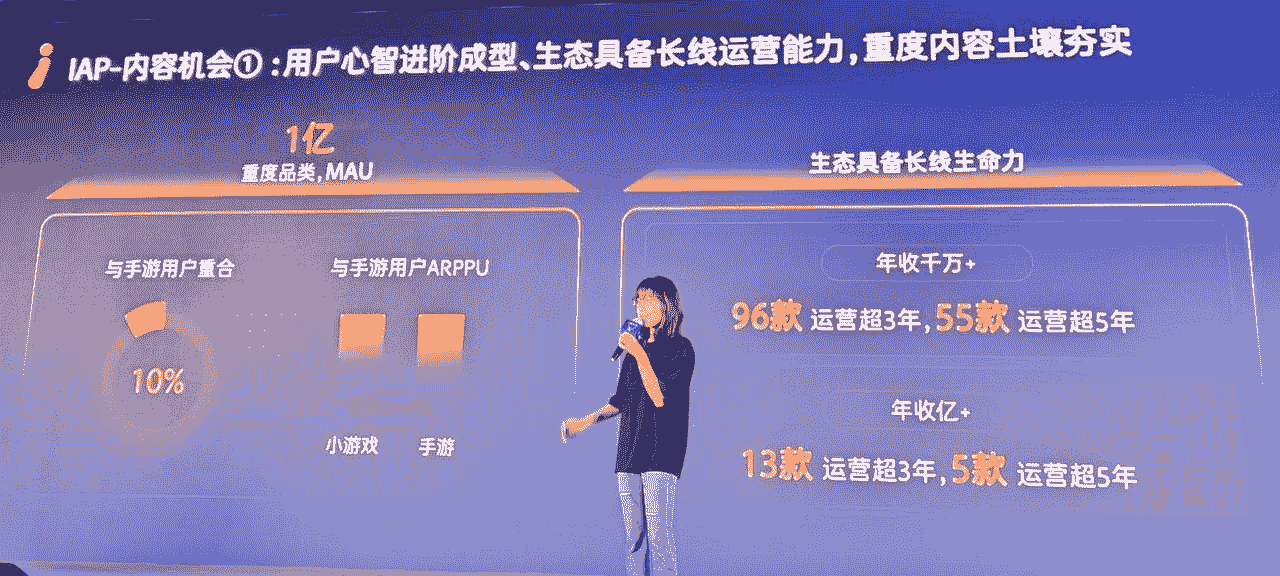 IAP-内容机会①:用户心智进阶成型、生态具备长线运营能力,重度内容土壤夯实
1亿
重度品类,MAU
与手游用户重合
10%
与手游用户ARPPU
小游戏
手游
生态具备长线生命力
年收千万+
96款 运营超3年,55款 运营超5年
年收亿+
13款 运营超3年,5款 运营超5年